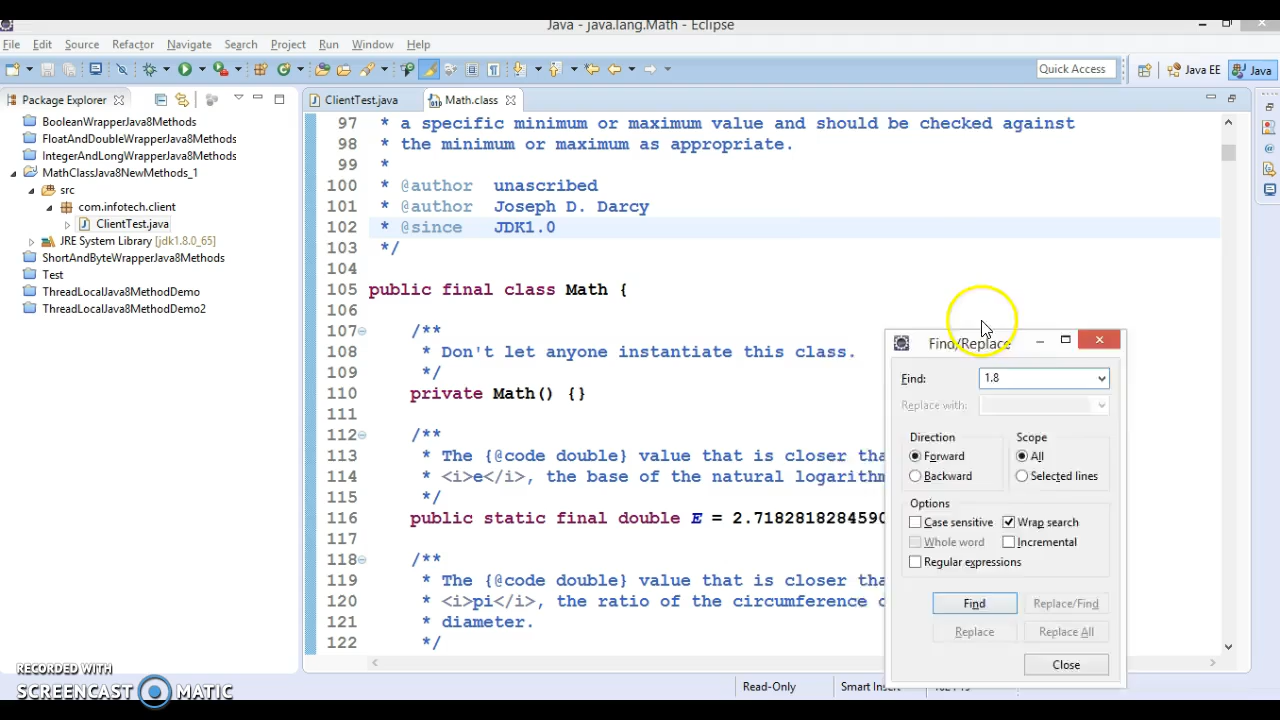 Java - java.lang.Math - Eclipse
File Edit Source Refactor Navigate Search Project Run Window Help
Quick Access Java EE Java
Package Explorer
BooleanWrapperJava8Methods
FloatAndDoubleWrapperJava8Methods
IntegerAndLongWrapperJava8Methods
MathClassJava8NewMethods_1
src
com.infotech.client
ClientTest.java
JRE System Library [jdk1.8.0_65]
ShortAndByteWrapperJava8Methods
Test
ThreadLocalJava8MethodDemo
ThreadLocalJava8MethodDemo2
ClientTest.java Math.class
97 * a specific minimum or maximum value and should be checked against
98 * the minimum or maximum as appropriate.
99 *
100 * @author unascribed
101 * @author Joseph D. Darcy
102 * @since JDK1.0
103 */
104
105 public final class Math {
106
107 /**
108 * Don't let anyone instantiate this class.
109 */
110 private Math() {}
111
112 /**
113 * The {@code double} value that is closer tha
114 * <i>e</i>, the base of the natural logarithm
115 */
116 public static final double E = 2.7182818284590
117
118 /**
119 * The {@code double} value that is closer tha
120 * <i>pi</i>, the ratio of the circumference
121 * diameter.
122 */
Find/Replace
Find: 1.8
Replace with:
Direction Scope
Forward All
Backward Selected lines
Options
Case sensitive Wrap search
Whole word Incremental
Regular expressions
Find Replace/Find
Replace Replace All
Close
Read-Only Smart Insert
RECORDED WITH
SCREENCAST MATIC